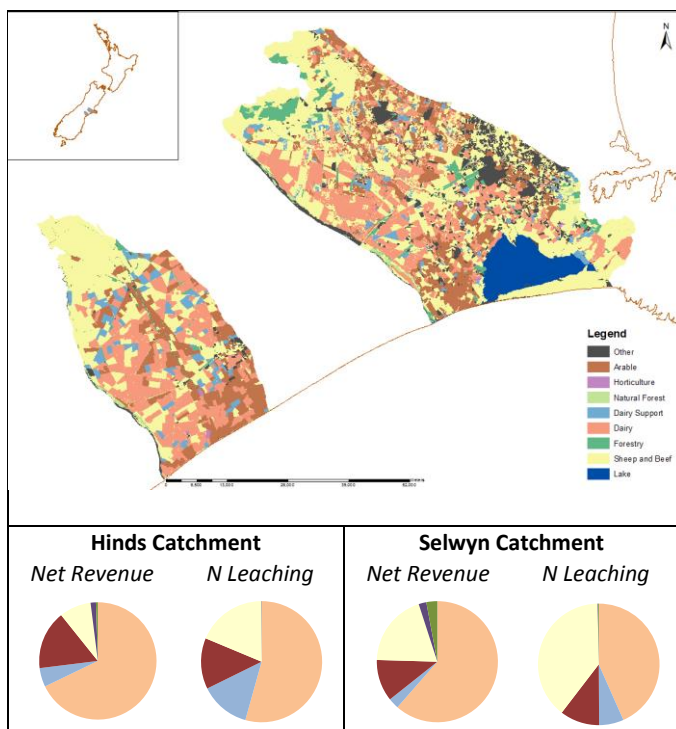 N
Legend
Other
Arable
Horticulture
Natural Forest
Dairy Support
Dairy
Forestry
Sheep and Beef
Lake
Hinds Catchment
Net Revenue N Leaching
Selwyn Catchment
Net Revenue N Leaching